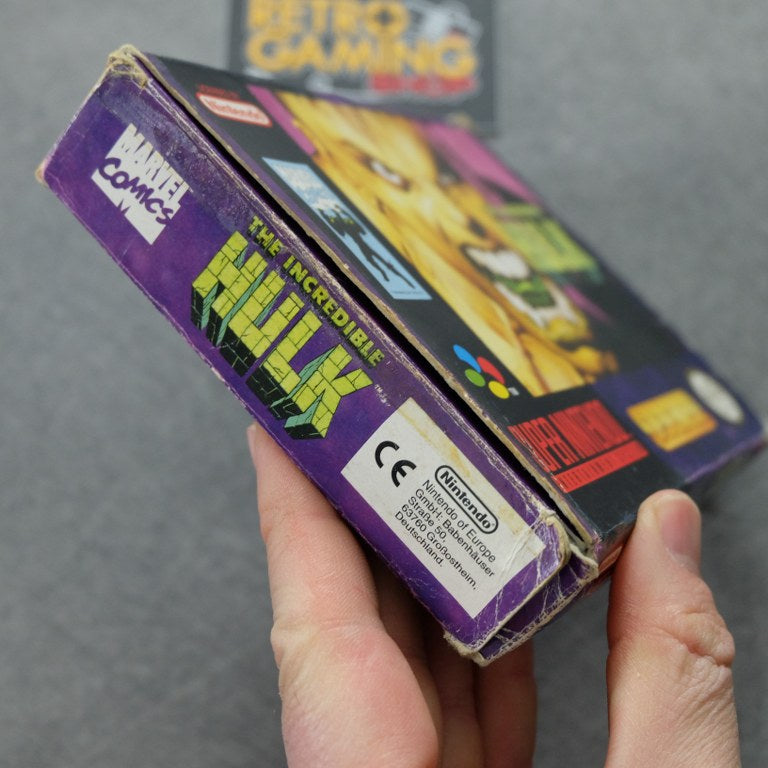 RETRO
GAMING
SHOP
Nintendo
MARVEL
COMICS
THE INCREDIBLE
HULK
SUPER NINTENDO
CE
Nintendo
Nintendo of Europe
GmbH: Babenhäuser
Straße 50.
63760 Großostheim,
Deutschland.